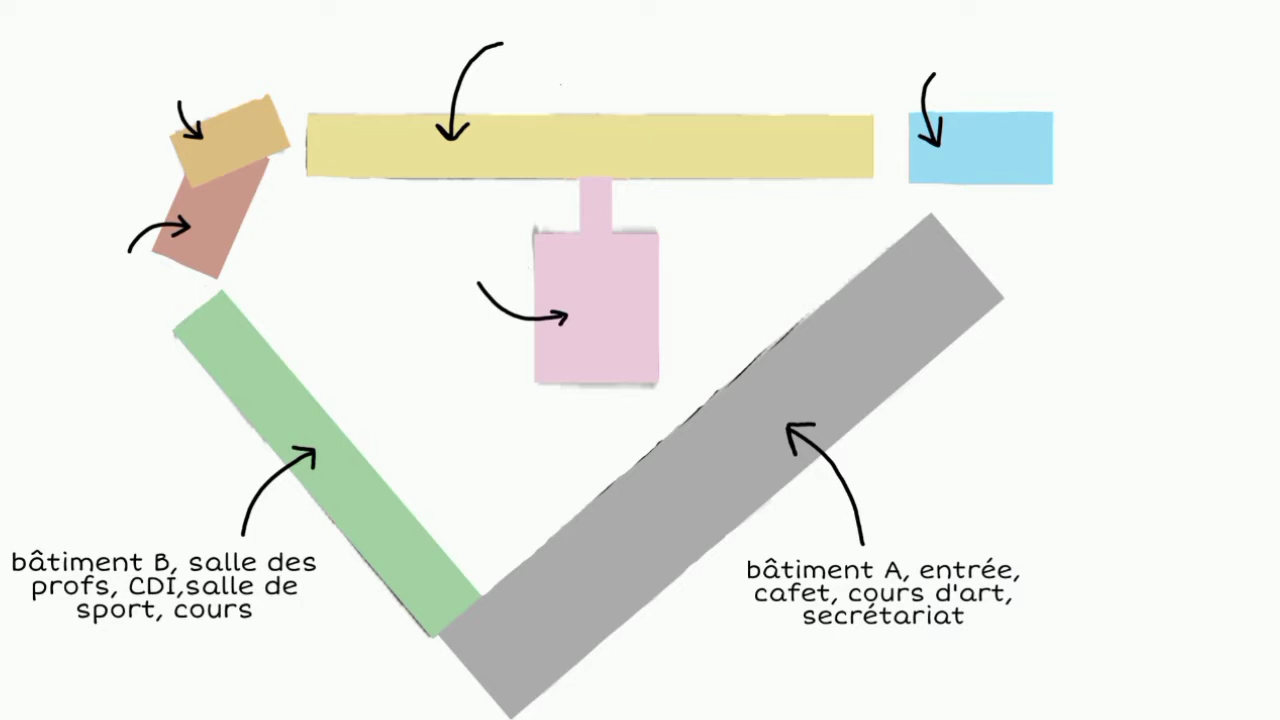 bâtiment B, salle des
profs, CDI,salle de
sport, cours
bâtiment A, entrée,
cafet, cours d'art,
secrétariat